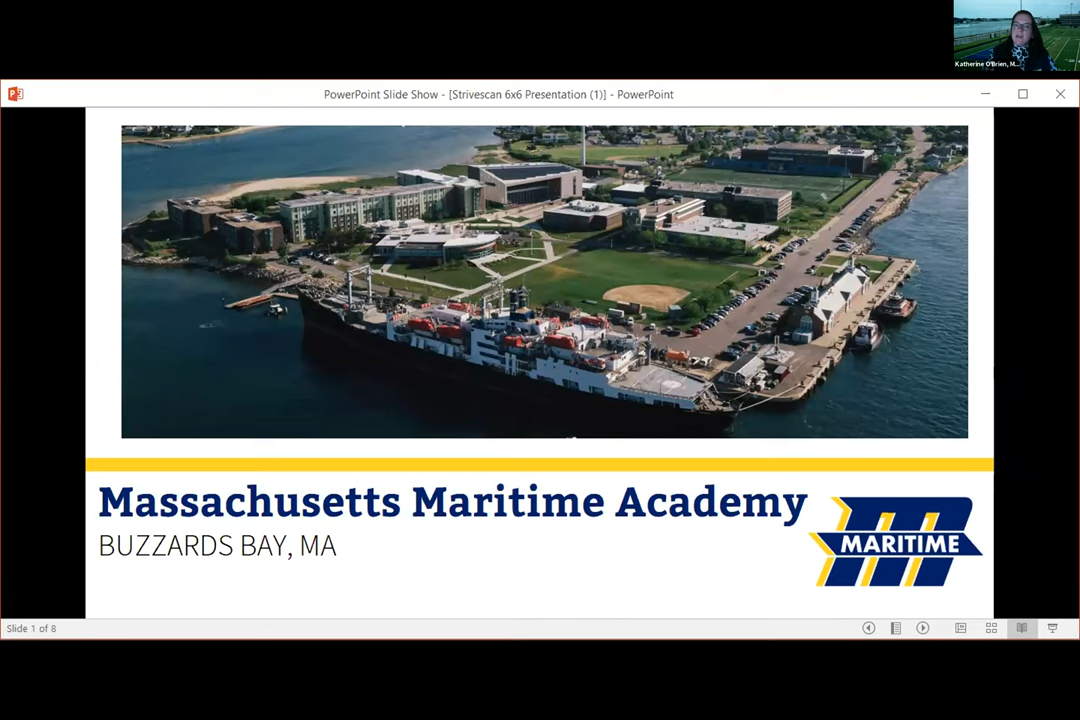 Katherine O'Brien, M...
PowerPoint Slide Show - [Strivescan 6x6 Presentation (1)] - PowerPoint
Massachusetts Maritime Academy
BUZZARDS BAY, MA
MARITIME
Slide 1 of 8